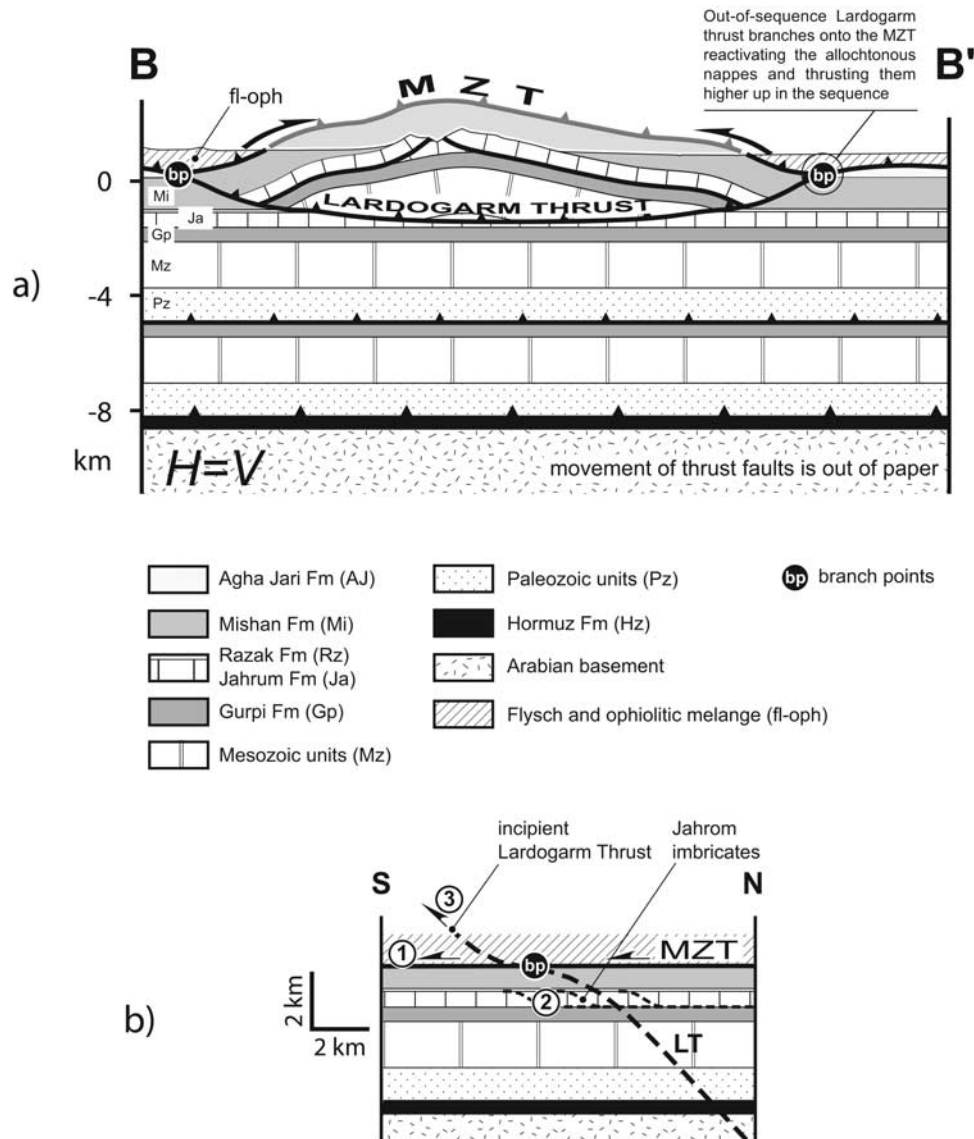 Out-of-sequence Lardogarm
thrust branches onto the MZT
reactivating the allochtonous
nappes and thrusting them
higher up in the sequence
B
B'
MZT
fl-oph
bp
bp
0
Mi
LARDOGARM THRUST
Ja
Gp
Mz
a)
-4
Pz
-8
km
H=V
movement of thrust faults is out of paper
Agha Jari Fm (AJ)
Mishan Fm (Mi)
Razak Fm (Rz)
Jahrum Fm (Ja)
Gurpi Fm (Gp)
Mesozoic units (Mz)
Paleozoic units (Pz)
Hormuz Fm (Hz)
Arabian basement
Flysch and ophiolitic melange (fl-oph)
bp branch points
incipient
Lardogarm Thrust
Jahrom
imbricates
S
N
3
1
MZT
bp
2
b)
2 km
2 km
LT